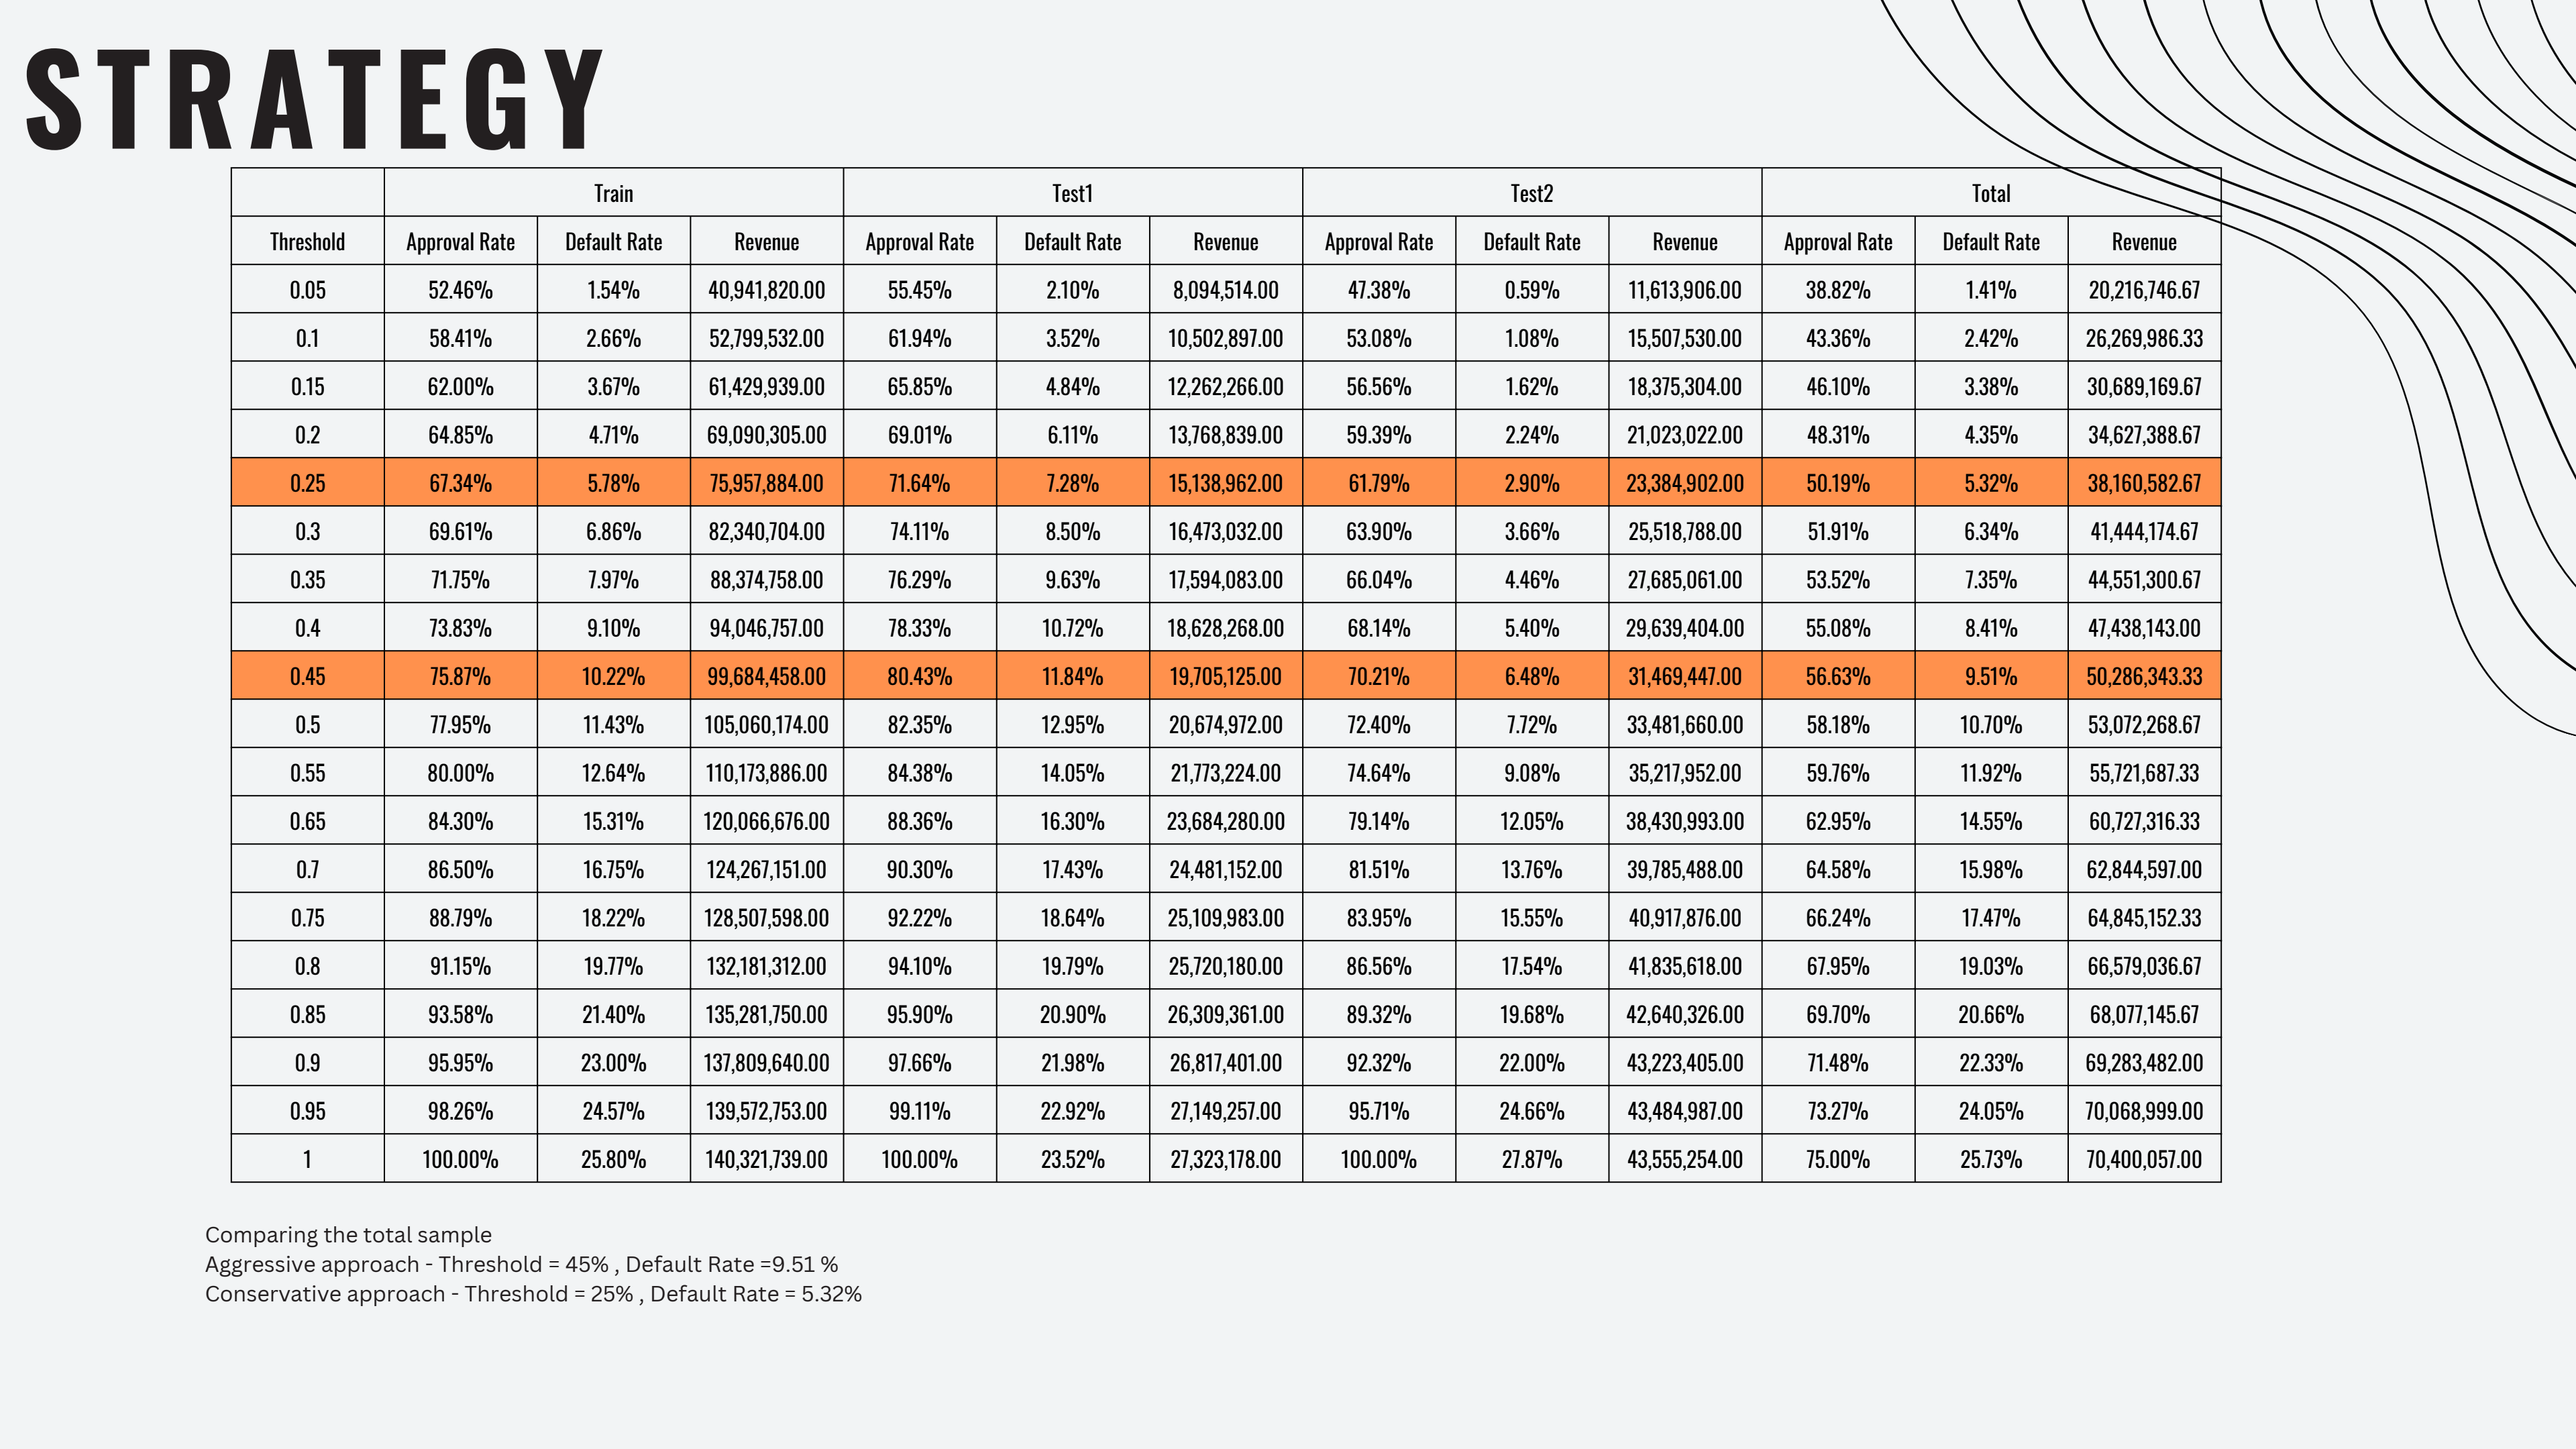 STRATEGY
Train Test1 Test2 Total
Threshold Approval Rate Default Rate Revenue Approval Rate Default Rate Revenue Approval Rate Default Rate Revenue Approval Rate Default Rate Revenue
0.05 52.46% 1.54% 40,941,820.00 55.45% 2.10% 8,094,514.00 47.38% 0.59% 11,613,906.00 38.82% 1.41% 20,216,746.67
0.1 58.41% 2.66% 52,799,532.00 61.94% 3.52% 10,502,897.00 53.08% 1.08% 15,507,530.00 43.36% 2.42% 26,269,986.33
0.15 62.00% 3.67% 61,429,939.00 65.85% 4.84% 12,262,266.00 56.56% 1.62% 18,375,304.00 46.10% 3.38% 30,689,169.67
0.2 64.85% 4.71% 69,090,305.00 69.01% 6.11% 13,768,839.00 59.39% 2.24% 21,023,022.00 48.31% 4.35% 34,627,388.67
0.25 67.34% 5.78% 75,957,884.00 71.64% 7.28% 15,138,962.00 61.79% 2.90% 23,384,902.00 50.19% 5.32% 38,160,582.67
0.3 69.61% 6.86% 82,340,704.00 74.11% 8.50% 16,473,032.00 63.90% 3.66% 25,518,788.00 51.91% 6.34% 41,444,174.67
0.35 71.75% 7.97% 88,374,758.00 76.29% 9.63% 17,594,083.00 66.04% 4.46% 27,685,061.00 53.52% 7.35% 44,551,300.67
0.4 73.83% 9.10% 94,046,757.00 78.33% 10.72% 18,628,268.00 68.14% 5.40% 29,639,404.00 55.08% 8.41% 47,438,143.00
0.45 75.87% 10.22% 99,684,458.00 80.43% 11.84% 19,705,125.00 70.21% 6.48% 31,469,447.00 56.63% 9.51% 50,286,343.33
0.5 77.95% 11.43% 105,060,174.00 82.35% 12.95% 20,674,972.00 72.40% 7.72% 33,481,660.00 58.18% 10.70% 53,072,268.67
0.55 80.00% 12.64% 110,173,886.00 84.38% 14.05% 21,773,224.00 74.64% 9.08% 35,217,952.00 59.76% 11.92% 55,721,687.33
0.65 84.30% 15.31% 120,066,676.00 88.36% 16.30% 23,684,280.00 79.14% 12.05% 38,430,993.00 62.95% 14.55% 60,727,316.33
0.7 86.50% 16.75% 124,267,151.00 90.30% 17.43% 24,481,152.00 81.51% 13.76% 39,785,488.00 64.58% 15.98% 62,844,597.00
0.75 88.79% 18.22% 128,507,598.00 92.22% 18.64% 25,109,983.00 83.95% 15.55% 40,917,876.00 66.24% 17.47% 64,845,152.33
0.8 91.15% 19.77% 132,181,312.00 94.10% 19.79% 25,720,180.00 86.56% 17.54% 41,835,618.00 67.95% 19.03% 66,579,036.67
0.85 93.58% 21.40% 135,281,750.00 95.90% 20.90% 26,309,361.00 89.32% 19.68% 42,640,326.00 69.70% 20.66% 68,077,145.67
0.9 95.95% 23.00% 137,809,640.00 97.66% 21.98% 26,817,401.00 92.32% 22.00% 43,223,405.00 71.48% 22.33% 69,283,482.00
0.95 98.26% 24.57% 139,572,753.00 99.11% 22.92% 27,149,257.00 95.71% 24.66% 43,484,987.00 73.27% 24.05% 70,068,999.00
1 100.00% 25.80% 140,321,739.00 100.00% 23.52% 27,323,178.00 100.00% 27.87% 43,555,254.00 75.00% 25.73% 70,400,057.00
Comparing the total sample
Aggressive approach - Threshold = 45% , Default Rate =9.51 %
Conservative approach - Threshold = 25% , Default Rate = 5.32%